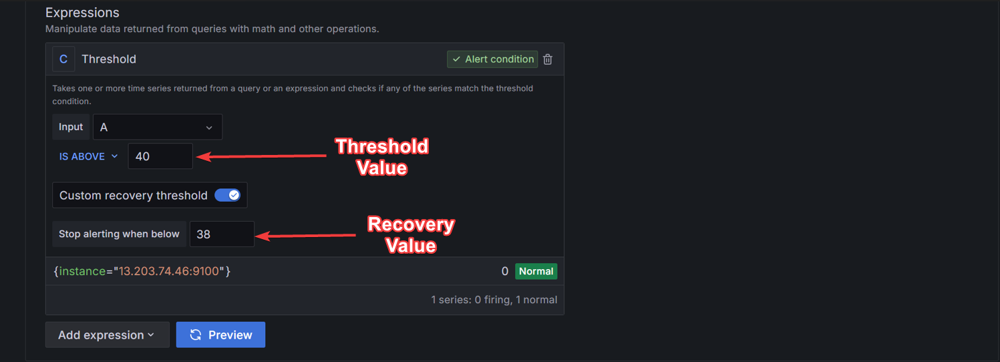 Expressions
Manipulate data returned from queries with math and other operations.
C Threshold Alert condition
Takes one or more time series returned from a query or an expression and checks if any of the series match the threshold
condition.
Input A
IS ABOVE 40
Threshold
Value
Custom recovery threshold
Stop alerting when below 38
Recovery
Value
{instance="13.203.74.46:9100"} 0 Normal
1 series: 0 firing, 1 normal
Add expression Preview